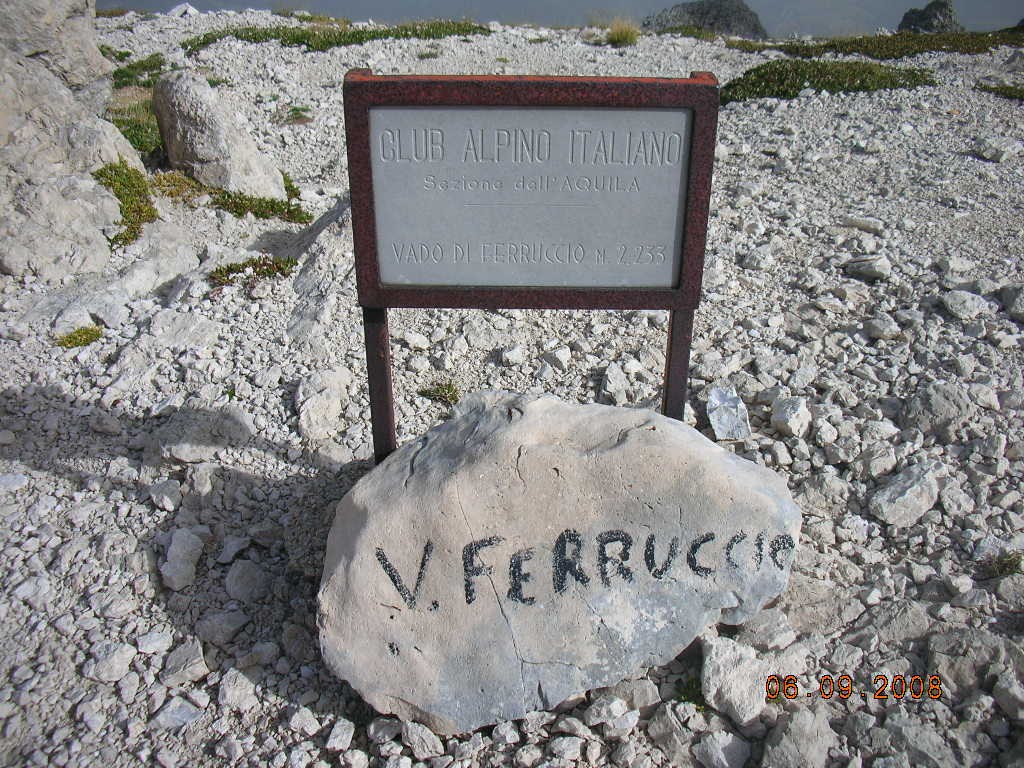 CLUB ALPINO ITALIANO
Sezione dell'AQUILA
VADO DI FERRUCCIO M. 2.233
V. FERRUCCIO
06.09.2008